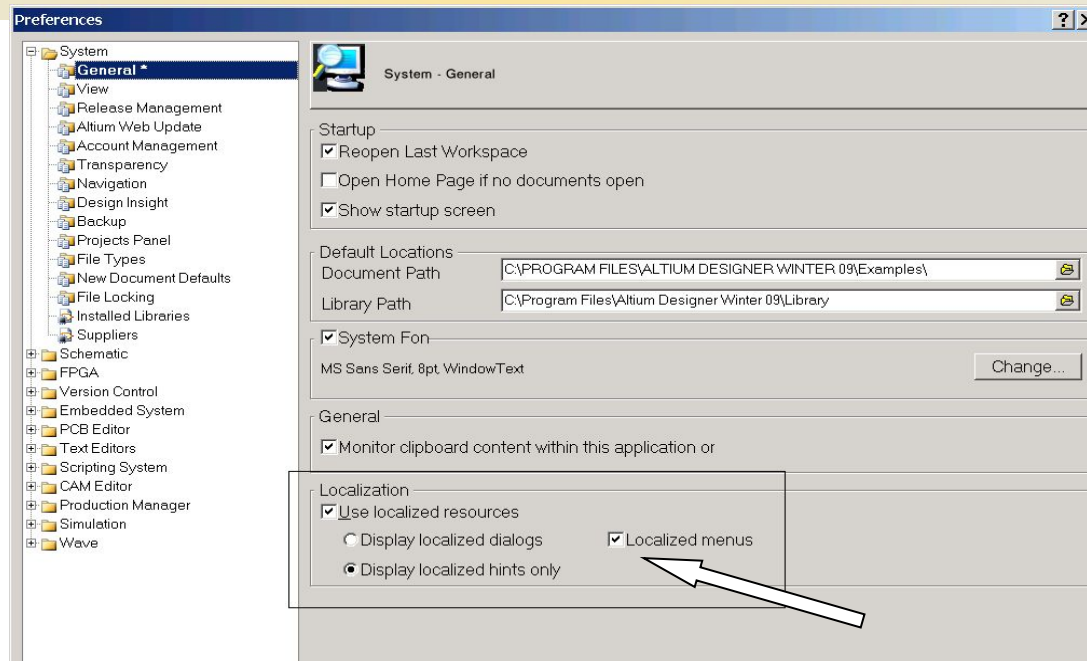 Preferences
System
General *
View
Release Management
Altium Web Update
Account Management
Transparency
Navigation
Design Insight
Backup
Projects Panel
File Types
New Document Defaults
File Locking
Installed Libraries
Suppliers
Schematic
FPGA
Version Control
Embedded System
PCB Editor
Text Editors
Scripting System
CAM Editor
Production Manager
Simulation
Wave
System - General
Startup
Reopen Last Workspace
Open Home Page if no documents open
Show startup screen
Default Locations
Document Path C:\PROGRAM FILES\ALTIUM DESIGNER WINTER 09\Examples\
Library Path C:\Program Files\Altium Designer Winter 09\Library
System Fon
MS Sans Serif, 8pt, WindowText Change...
General
Monitor clipboard content within this application or
Localization
Use localized resources
Display localized dialogs Localized menus
Display localized hints only